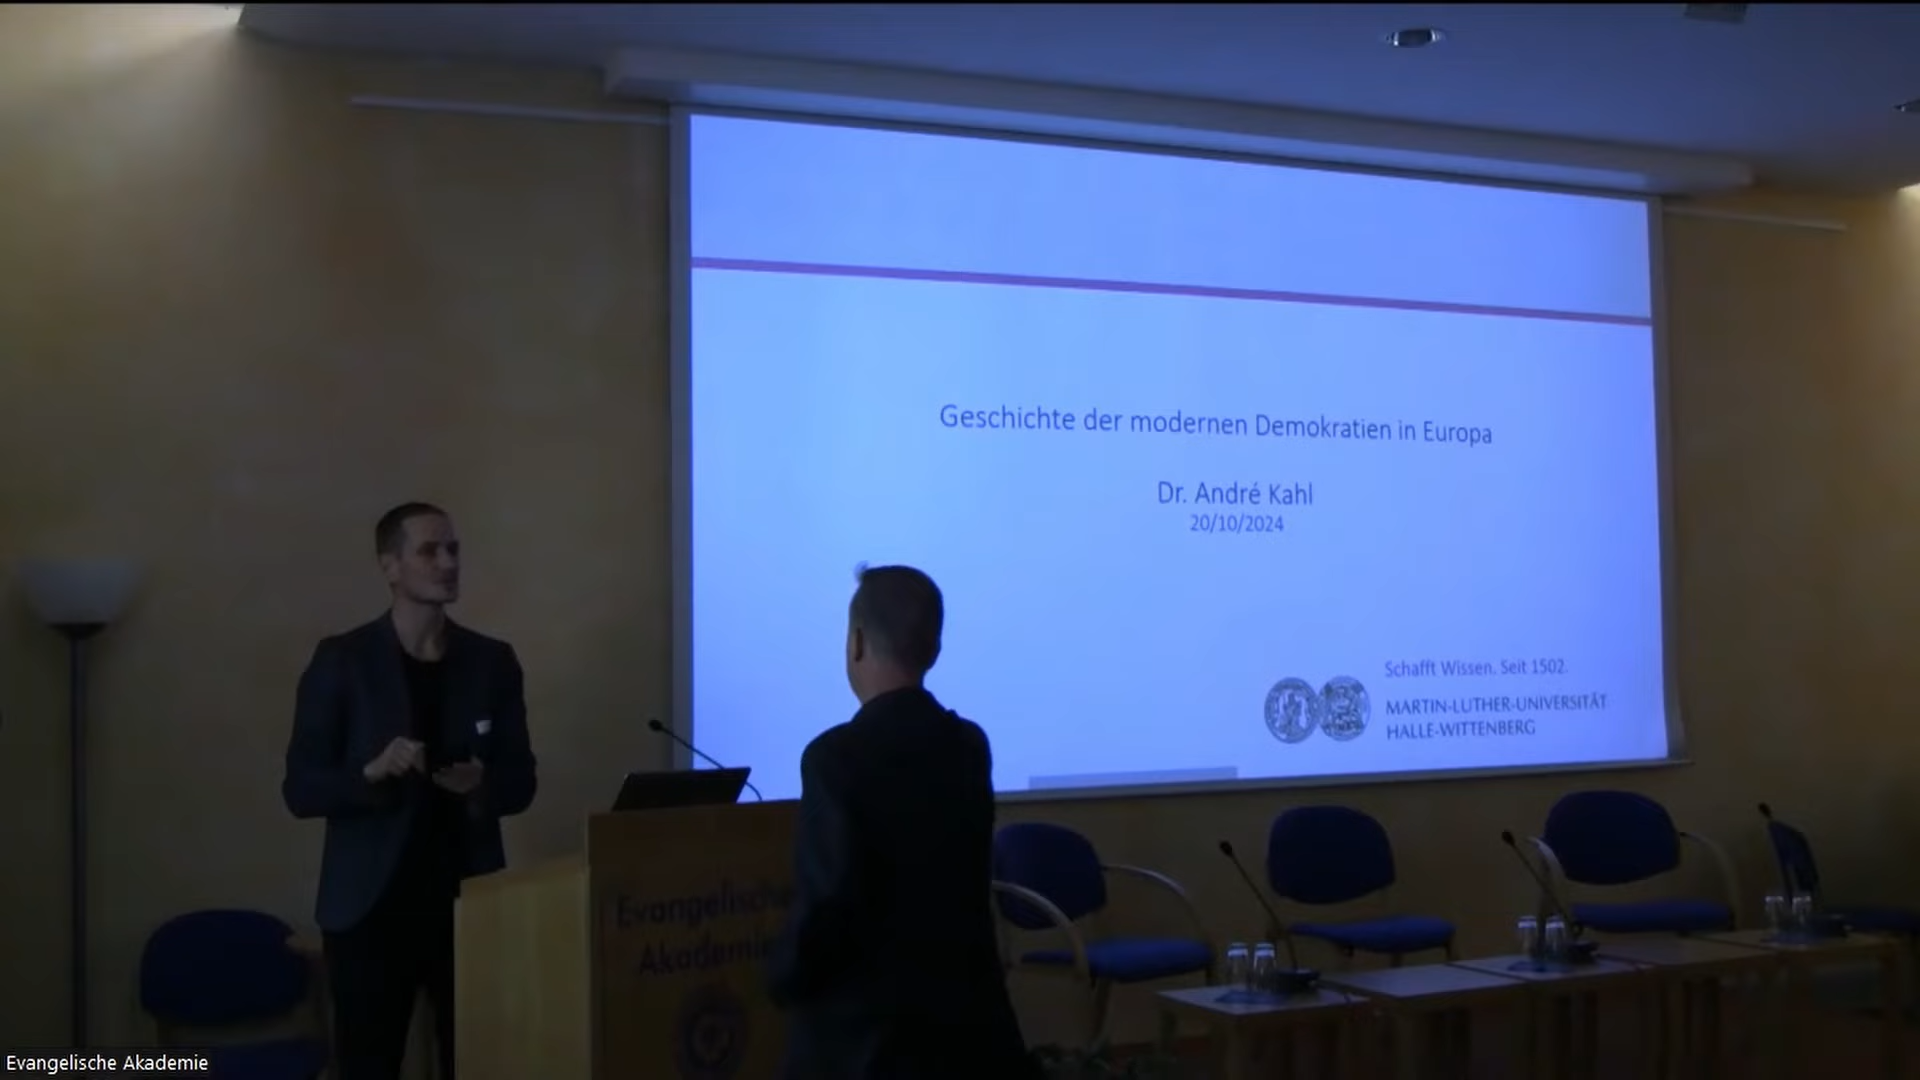 Geschichte der modernen Demokratien in Europa
Dr. André Kahl
20/10/2024
Schafft Wissen. Seit 1502.
MARTIN-LUTHER-UNIVERSITÄT
HALLE-WITTENBERG
Evangelische
Akademie
Evangelische Akademie